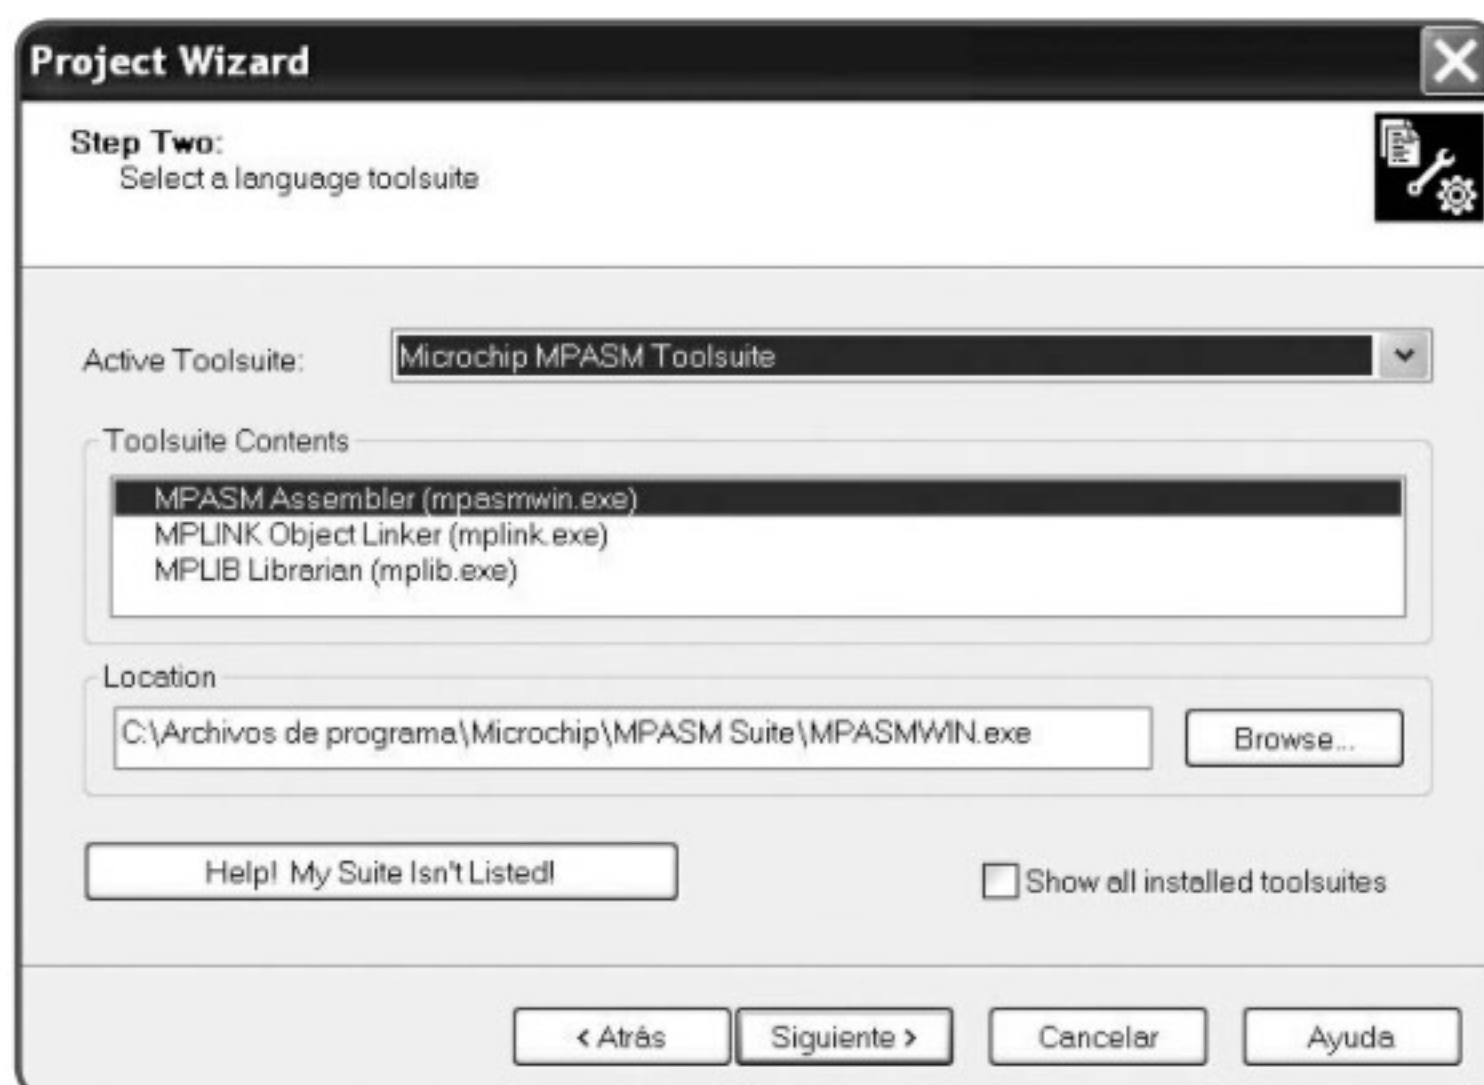 Project Wizard
Step Two:
Select a language toolsuite
Active Toolsuite:
Microchip MPASM Toolsuite
Toolsuite Contents
MPASM Assembler (mpasmwin.exe)
MPLINK Object Linker (mplink.exe)
MPLIB Librarian (mplib.exe)
Location
C:\Archivos de programa\Microchip\MPASM Suite\MPASMWIN.exe
Browse...
Help! My Suite Isn't Listed!
Show all installed toolsuites
< Atrás
Siguiente >
Cancelar
Ayuda